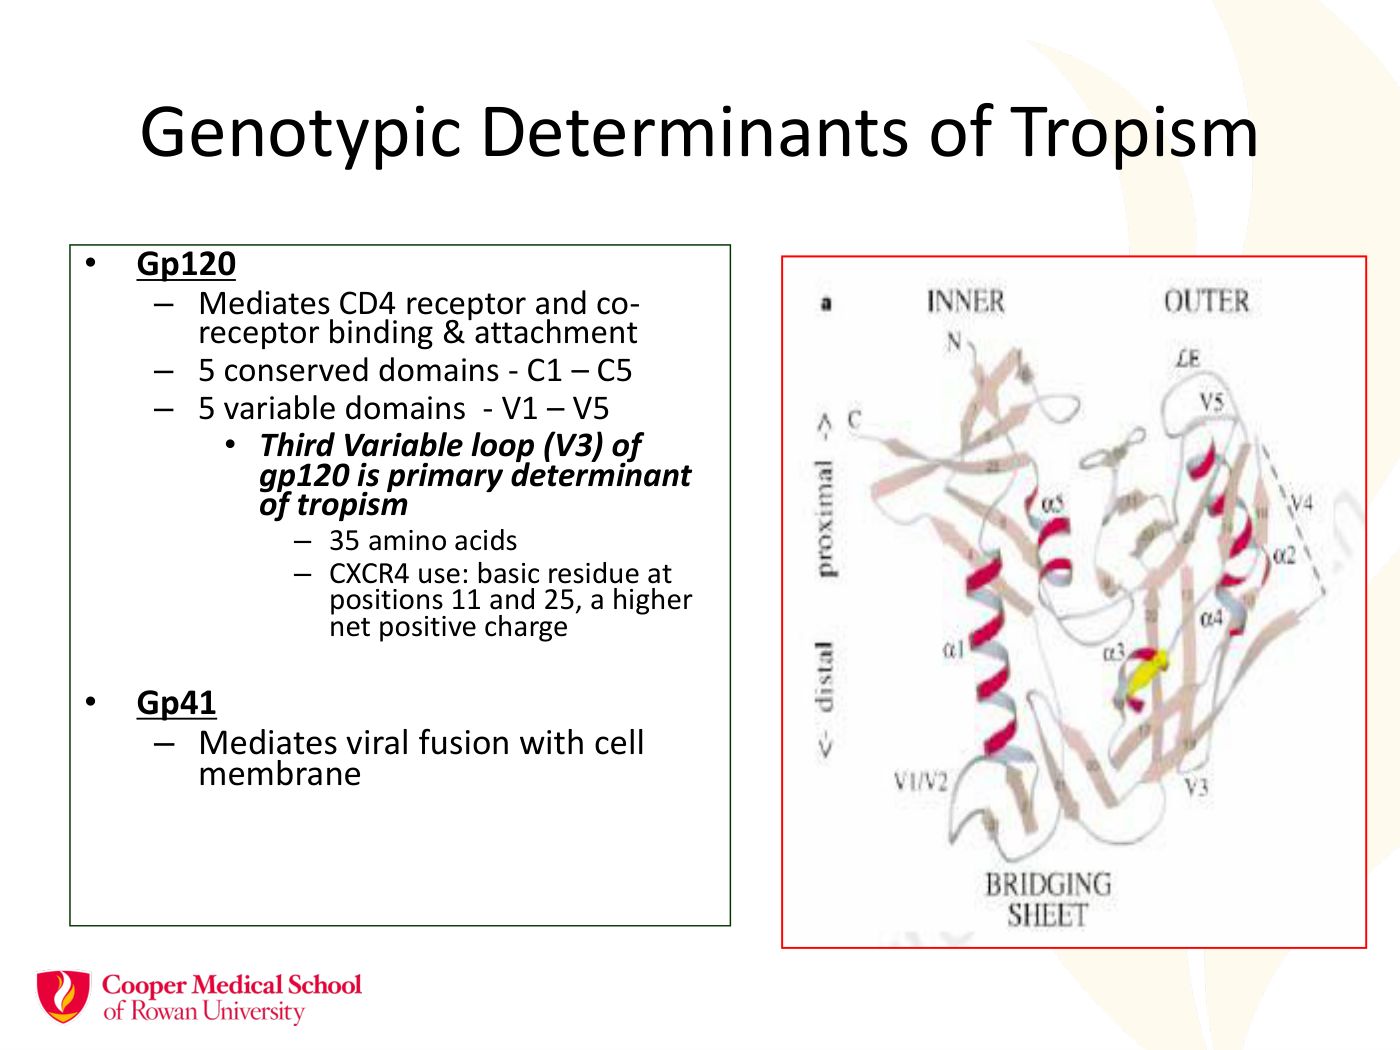 Genotypic Determinants of Tropism
• Gp120
– Mediates CD4 receptor and co-
receptor binding & attachment
– 5 conserved domains - C1 – C5
– 5 variable domains - V1 – V5
• Third Variable loop (V3) of
gp120 is primary determinant
of tropism
– 35 amino acids
– CXCR4 use: basic residue at
positions 11 and 25, a higher
net positive charge
• Gp41
– Mediates viral fusion with cell
membrane
a INNER OUTER
N
LE
V5
C
proximal ->
α5
V4
α2
α4
α1
α3
<- distal
V1/V2
V3
BRIDGING
SHEET
Cooper Medical School
of Rowan University